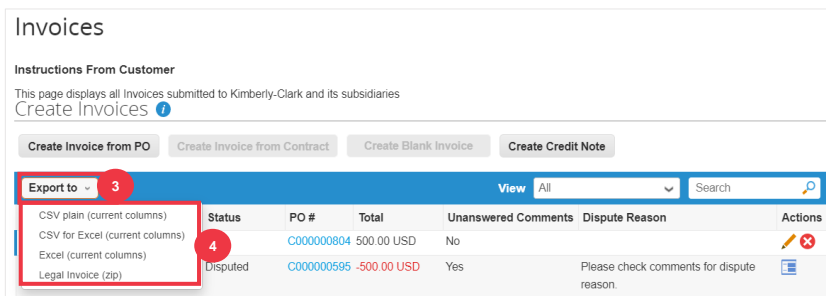 Invoices
Instructions From Customer
This page displays all Invoices submitted to Kimberly-Clark and its subsidiaries
Create Invoices i
Create Invoice from PO Create Invoice from Contract Create Blank Invoice Create Credit Note
Export to 3 View All Search
CSV plain (current columns) Status PO # Total Unanswered Comments Dispute Reason Actions
CSV for Excel (current columns) C000000804 500.00 USD No
Excel (current columns) 4
Legal Invoice (zip) Disputed C000000595 -500.00 USD Yes Please check comments for dispute
reason.